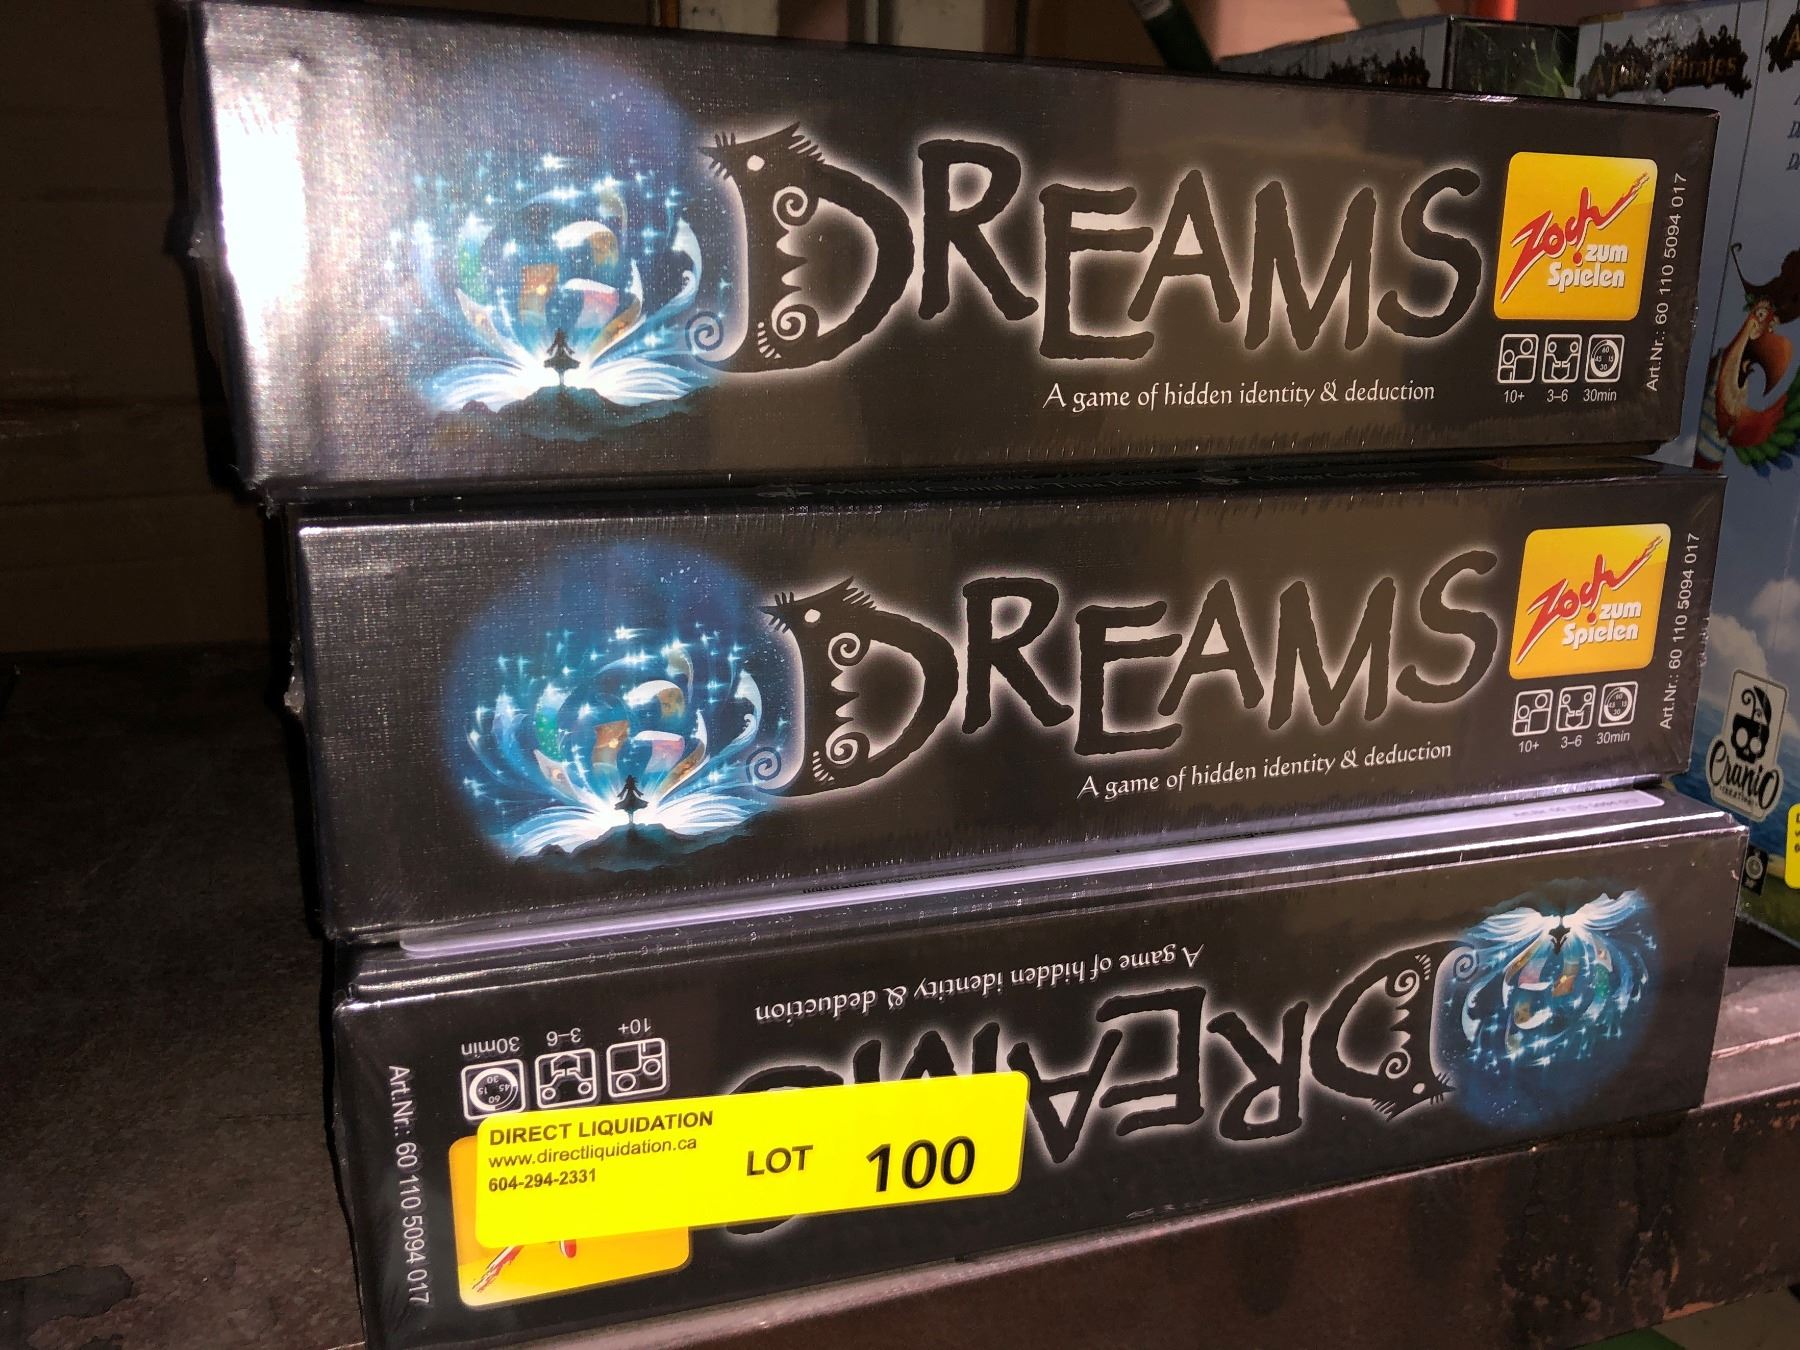 DREAMS
A game of hidden identity & deduction
Zoch
zum
Spielen
10+ 3–6 30min
Art.Nr.: 60 110 5094 017
DREAMS
A game of hidden identity & deduction
Zoch
zum
Spielen
10+ 3–6 30min
Art.Nr.: 60 110 5094 017
DREAMS
A game of hidden identity & deduction
10+ 3–6 30min
Art.Nr.: 60 110 5094 017
DIRECT LIQUIDATION
www.directliquidation.ca
604-294-2331
LOT 100
Pirates
Cranio